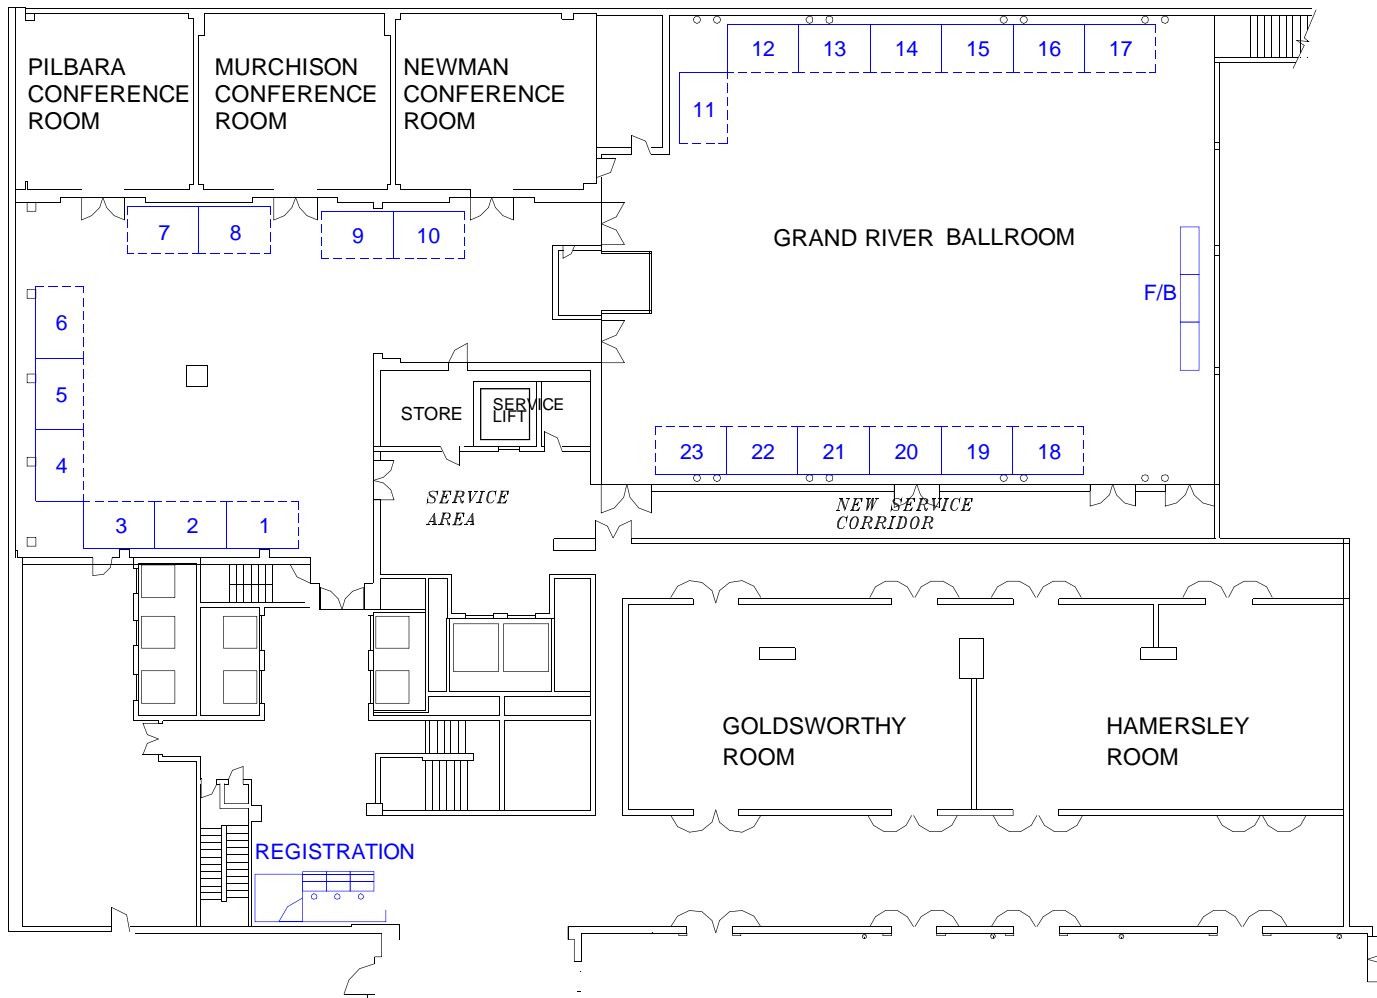 12 13 14 15 16 17
PILBARA
CONFERENCE
ROOM
MURCHISON
CONFERENCE
ROOM
NEWMAN
CONFERENCE
ROOM
11
7 8 9 10
GRAND RIVER BALLROOM
F/B
6
5
4
3 2 1
STORE
SERVICE
LIFT
23 22 21 20 19 18
SERVICE
AREA
NEW SERVICE
CORRIDOR
GOLDSWORTHY
ROOM
HAMERSLEY
ROOM
REGISTRATION